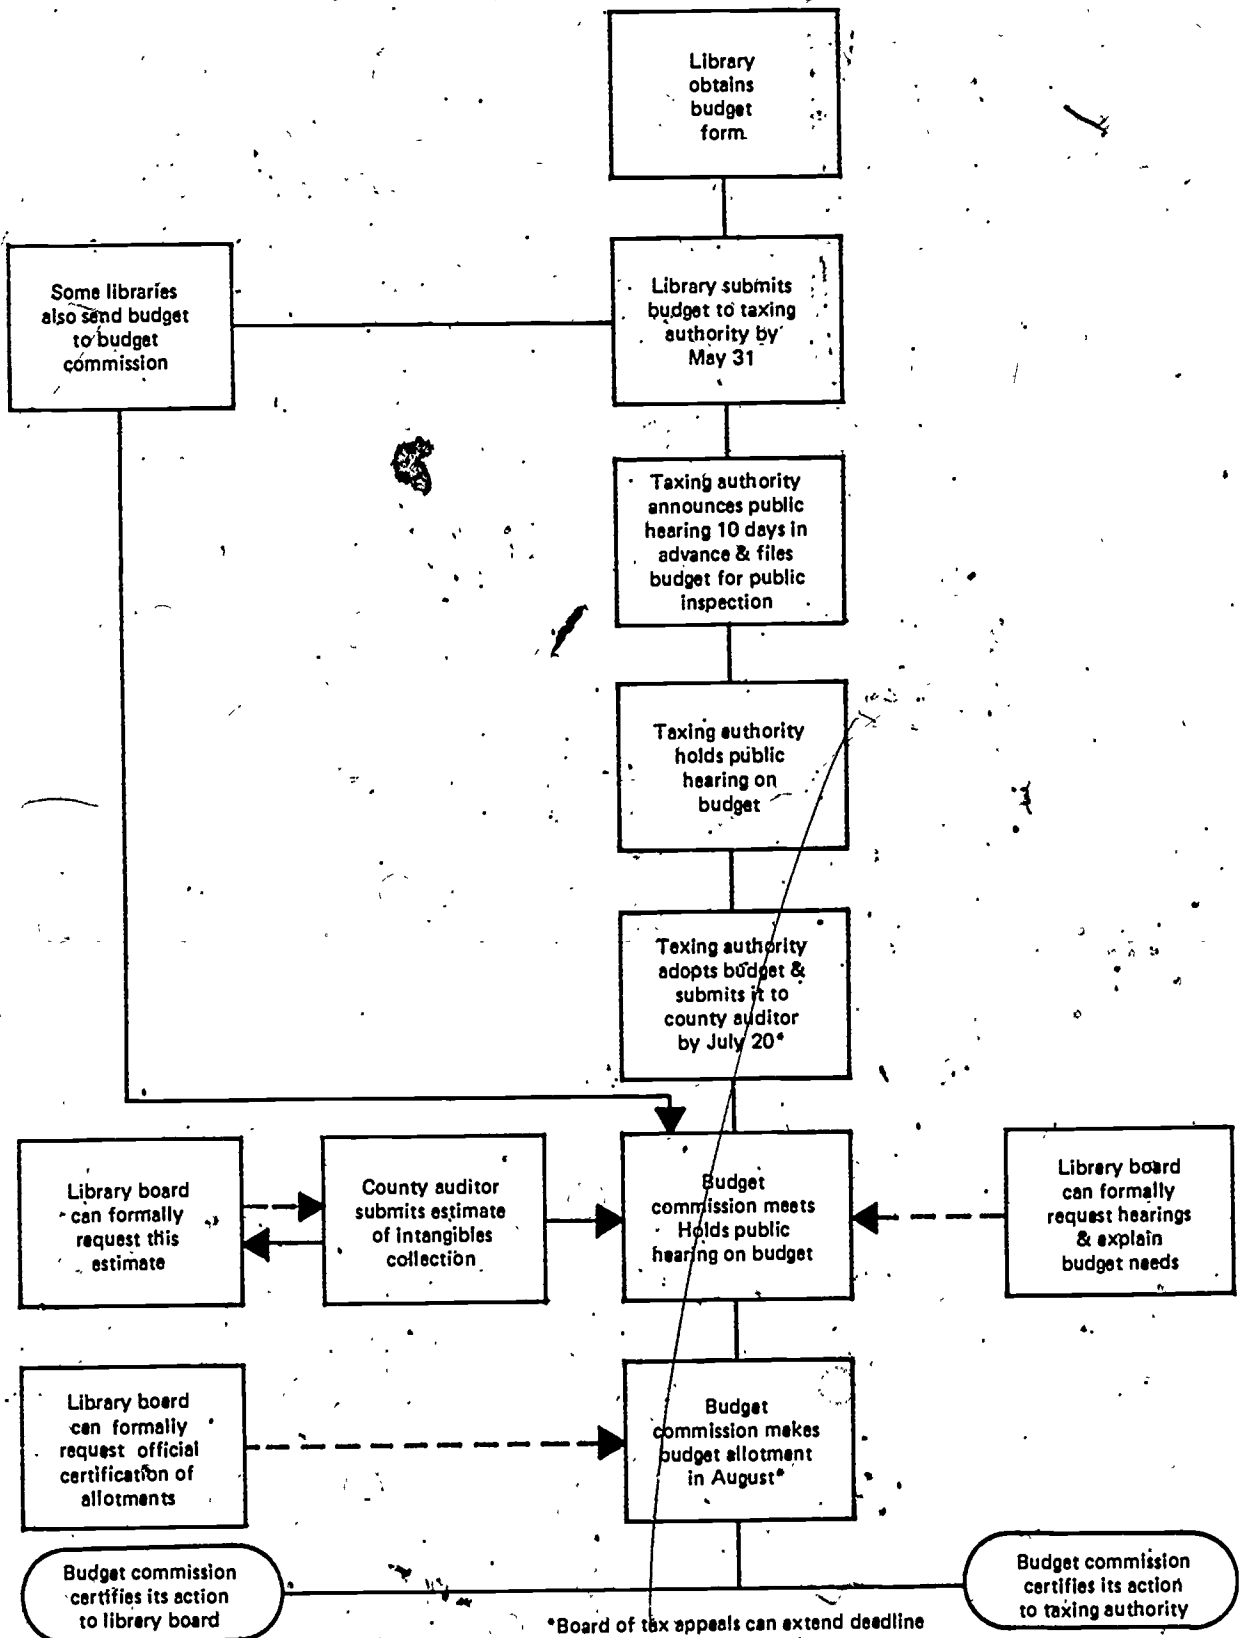 Library
obtains
budget
form
Some libraries
also send budget
to budget
commission
Library submits
budget to taxing
authority by
May 31
Taxing authority
announces public
hearing 10 days in
advance & files
budget for public
inspection
Taxing authority
holds public
hearing on
budget
Taxing authority
adopts budget &
submits it to
county auditor
by July 20*
Library board
can formally
request this
estimate
County auditor
submits estimate
of intangibles
collection
Budget
commission meets
Holds public
hearing on budget
Library board
can formally
request hearings
& explain
budget needs
Library board
can formally
request official
certification of
allotments
Budget
commission makes
budget allotment
in August*
Budget commission
certifies its action
to library board
Budget commission
certifies its action
to taxing authority
*Board of tax appeals can extend deadline